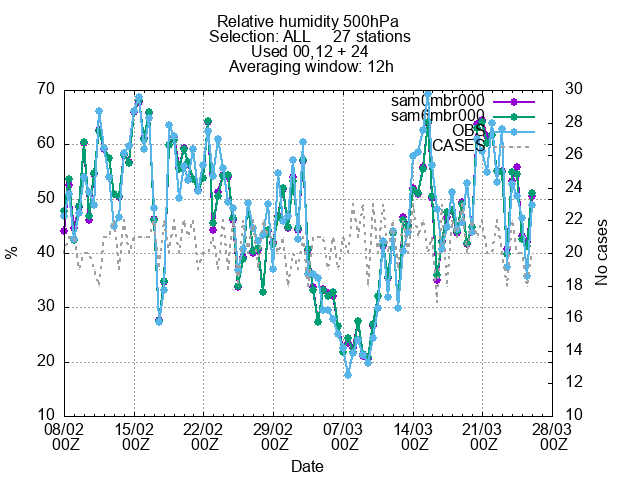 Relative humidity 500hPa
Selection: ALL 27 stations
Used 00,12 + 24
Averaging window: 12h
sam0mbr000
sam6mbr000
OBS
CASES
70
60
50
40
30
20
10
%
30
28
26
24
22
20
18
16
14
12
10
No cases
08/02 15/02 22/02 29/02 07/03 14/03 21/03 28/03
00Z 00Z 00Z 00Z 00Z 00Z 00Z 00Z
Date